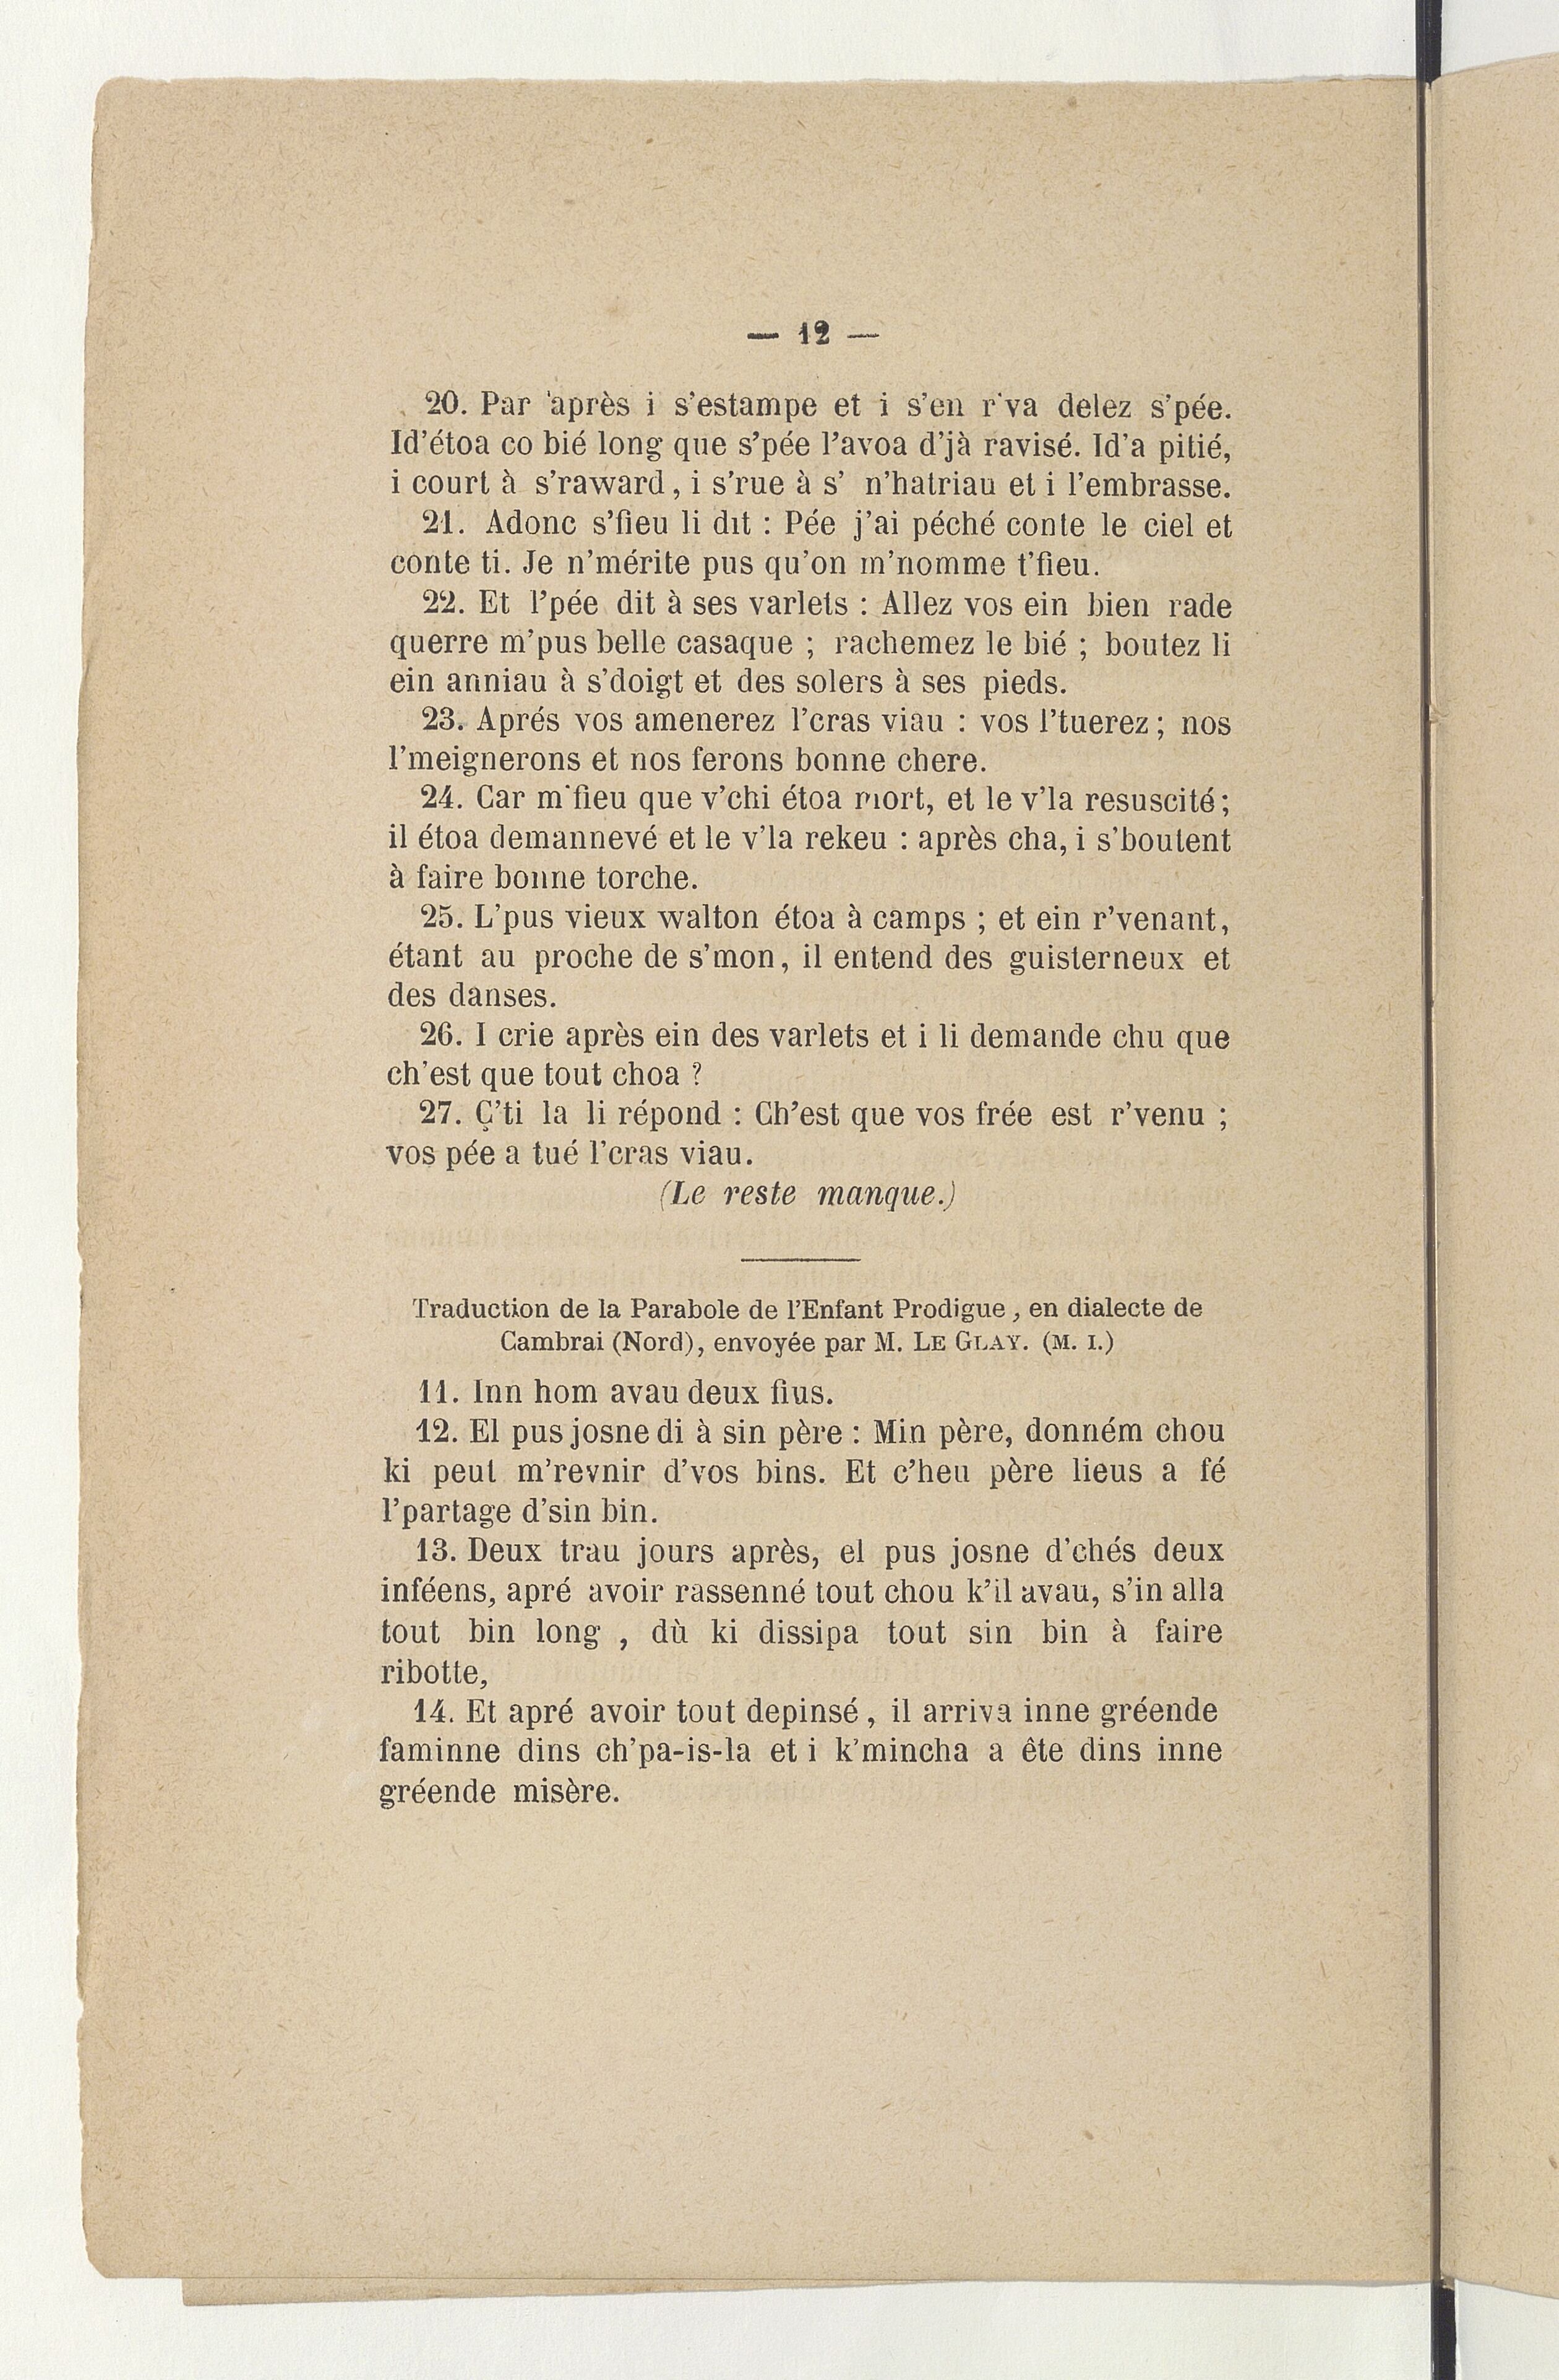 — 12 —
20. Par après i s'estampe et i s'en r'va delez s'pée.
Id'étoa co bié long que s'pée l'avoa d'jà ravisé. Id'a pitié,
i court à s'raward, i s'rue à s' n'hatriau et i l'embrasse.
21. Adonc s'fieu li dit : Pée j'ai péché conte le ciel et
conte ti. Je n'mérite pus qu'on m'nomme t'fieu.
22. Et l'pée dit à ses varlets : Allez vos ein bien rade
querre m'pus belle casaque ; rachemez le bié ; boutez li
ein anniau à s'doigt et des solers à ses pieds.
23. Aprés vos amenerez l'cras viau : vos l'tuerez ; nos
l'meignerons et nos ferons bonne chere.
24. Car m'fieu que v'chi étoa mort, et le v'la resuscité ;
il étoa demannevé et le v'la rekeu : après cha, i s'boutent
à faire bonne torche.
25. L'pus vieux walton étoa à camps ; et ein r'venant,
étant au proche de s'mon, il entend des guisterneux et
des danses.
26. I crie après ein des varlets et i li demande chu que
ch'est que tout choa ?
27. Ç'ti la li répond : Ch'est que vos frée est r'venu ;
vos pée a tué l'cras viau.
(Le reste manque.)
Traduction de la Parabole de l'Enfant Prodigue, en dialecte de
Cambrai (Nord), envoyée par M. LE GLAY. (M. I.)
11. Inn hom avau deux fius.
12. El pus josne di à sin père : Min père, donném chou
ki peut m'revnir d'vos bins. Et c'heu père lieus a fé
l'partage d'sin bin.
13. Deux trau jours après, el pus josne d'chés deux
inféens, apré avoir rassenné tout chou k'il avau, s'in alla
tout bin long , dù ki dissipa tout sin bin à faire
ribotte,
14. Et apré avoir tout depinsé, il arriva inne gréende
faminne dins ch'pa-is-la et i k'mincha a ête dins inne
gréende misère.